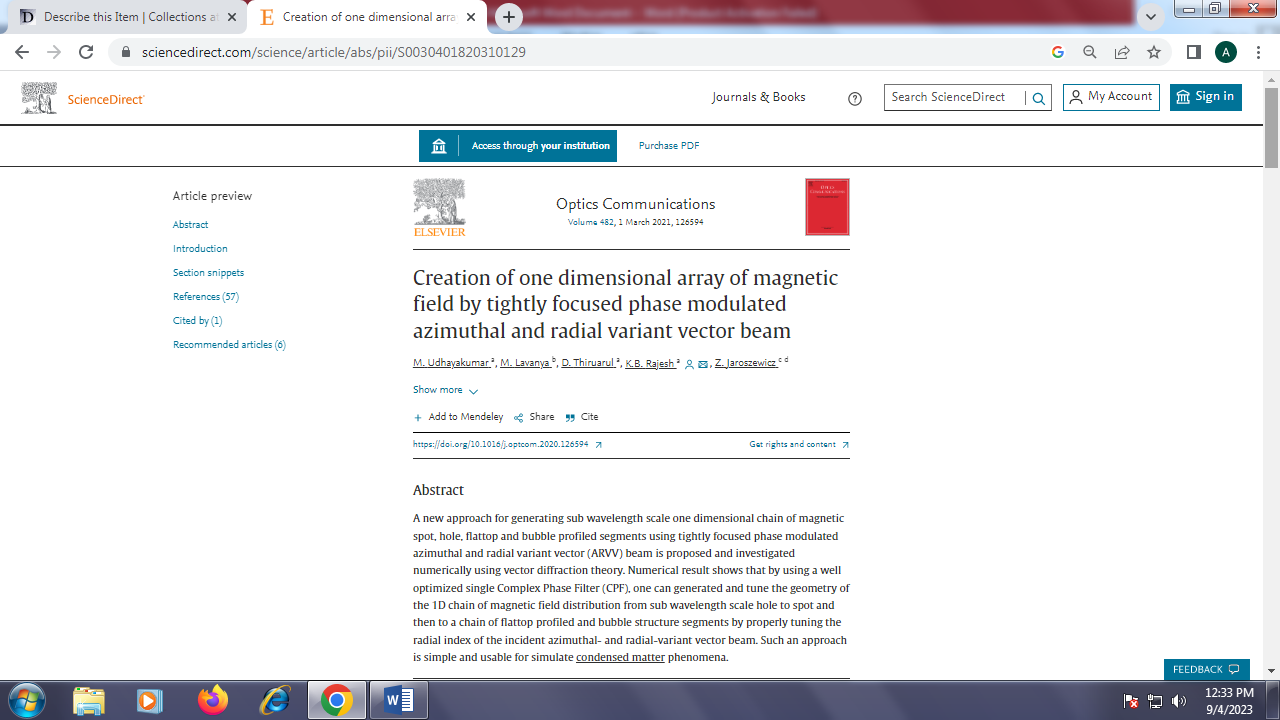 Describe this Item | Collections at
Creation of one dimensional arra
sciencedirect.com/science/article/abs/pii/S0030401820310129
A
ScienceDirect
Journals & Books
Search ScienceDirect
My Account
Sign in
Access through your institution
Purchase PDF
Article preview
Abstract
Introduction
Section snippets
References (57)
Cited by (1)
Recommended articles (6)
ELSEVIER
Optics Communications
Volume 482, 1 March 2021, 126594
Creation of one dimensional array of magnetic
field by tightly focused phase modulated
azimuthal and radial variant vector beam
M. Udhayakumar a, M. Lavanya b, D. Thiruarul a, K.B. Rajesh a, Z. Jaroszewicz c d
Show more
+ Add to Mendeley Share Cite
https://doi.org/10.1016/j.optcom.2020.126594
Get rights and content
Abstract
A new approach for generating sub wavelength scale one dimensional chain of magnetic
spot, hole, flattop and bubble profiled segments using tightly focused phase modulated
azimuthal and radial variant vector (ARVV) beam is proposed and investigated
numerically using vector diffraction theory. Numerical result shows that by using a well
optimized single Complex Phase Filter (CPF), one can generated and tune the geometry of
the 1D chain of magnetic field distribution from sub wavelength scale hole to spot and
then to a chain of flattop profiled and bubble structure segments by properly tuning the
radial index of the incident azimuthal- and radial-variant vector beam. Such an approach
is simple and usable for simulate condensed matter phenomena.
FEEDBACK
12:33 PM
9/4/2023